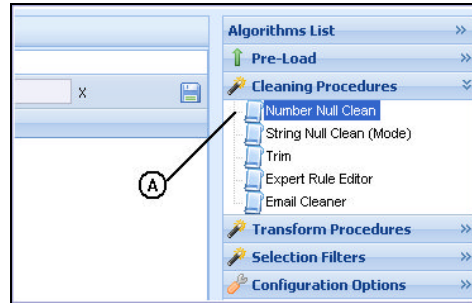 Algorithms List
Pre-Load
x
Cleaning Procedures
Number Null Clean
String Null Clean (Mode)
Trim
Expert Rule Editor
Email Cleaner
A
Transform Procedures
Selection Filters
Configuration Options